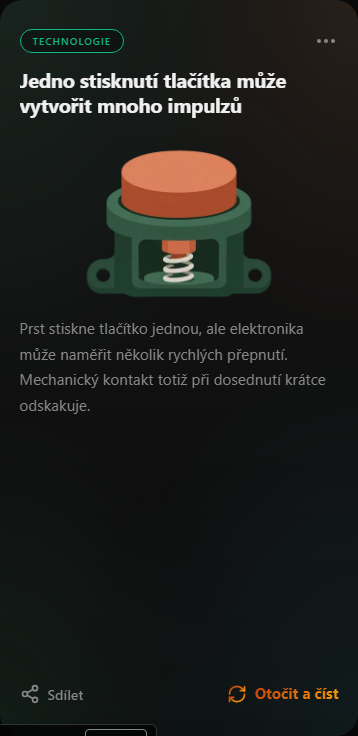 TECHNOLOGIE
Jedno stisknutí tlačítka může
vytvořit mnoho impulzů
Prst stiskne tlačítko jednou, ale elektronika
může naměřit několik rychlých přepnutí.
Mechanický kontakt totiž při dosednutí krátce
odskakuje.
Sdílet
Otočit a číst